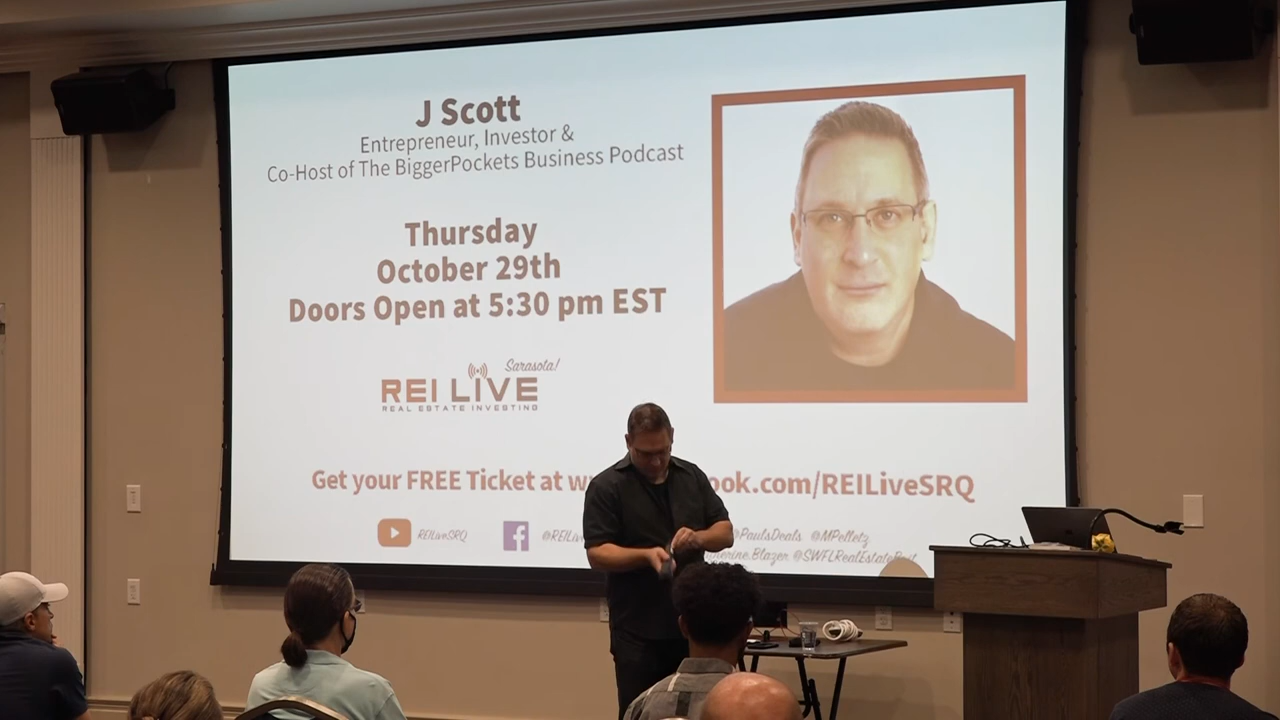 J Scott
Entrepreneur, Investor &
Co-Host of The BiggerPockets Business Podcast
Thursday
October 29th
Doors Open at 5:30 pm EST
Sarasota!
REI LIVE
REAL ESTATE INVESTING
Get your FREE Ticket at ook.com/REILiveSRQ
REILiveSRQ
@PaulsDeals @MPelletz
@SWFLRealEstate